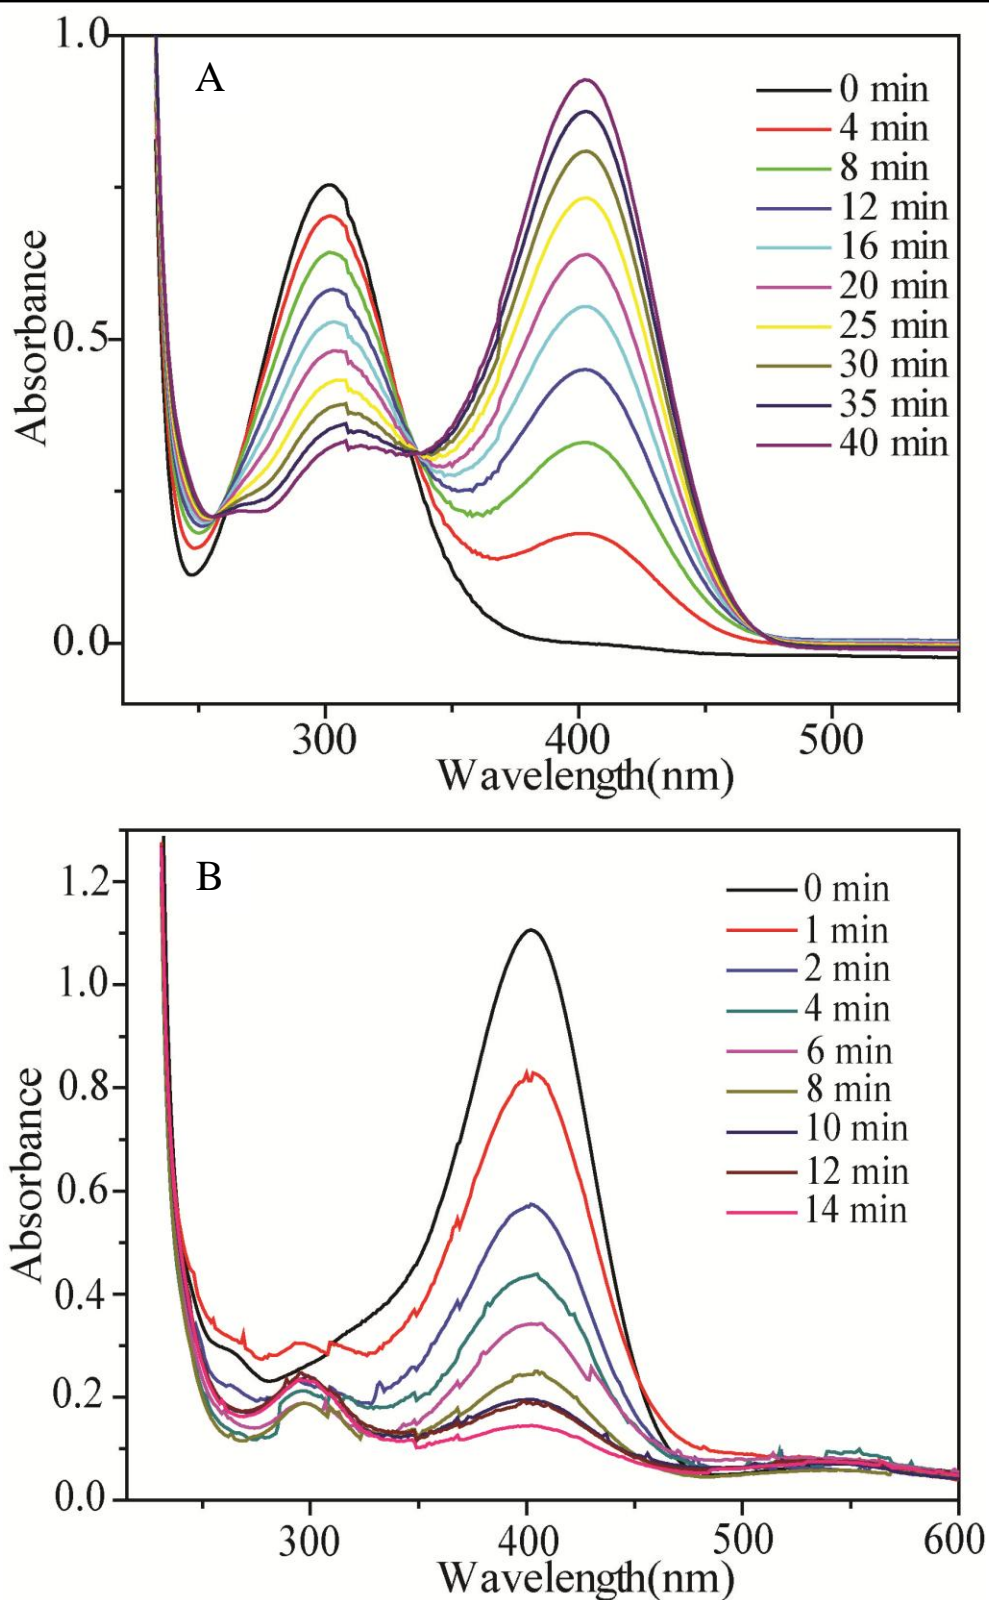 A
1.0
0.5
0.0
Absorbance
0 min
4 min
8 min
12 min
16 min
20 min
25 min
30 min
35 min
40 min
300 400 500
Wavelength(nm)
B
1.2
1.0
0.8
0.6
0.4
0.2
0.0
Absorbance
0 min
1 min
2 min
4 min
6 min
8 min
10 min
12 min
14 min
300 400 500 600
Wavelength(nm)